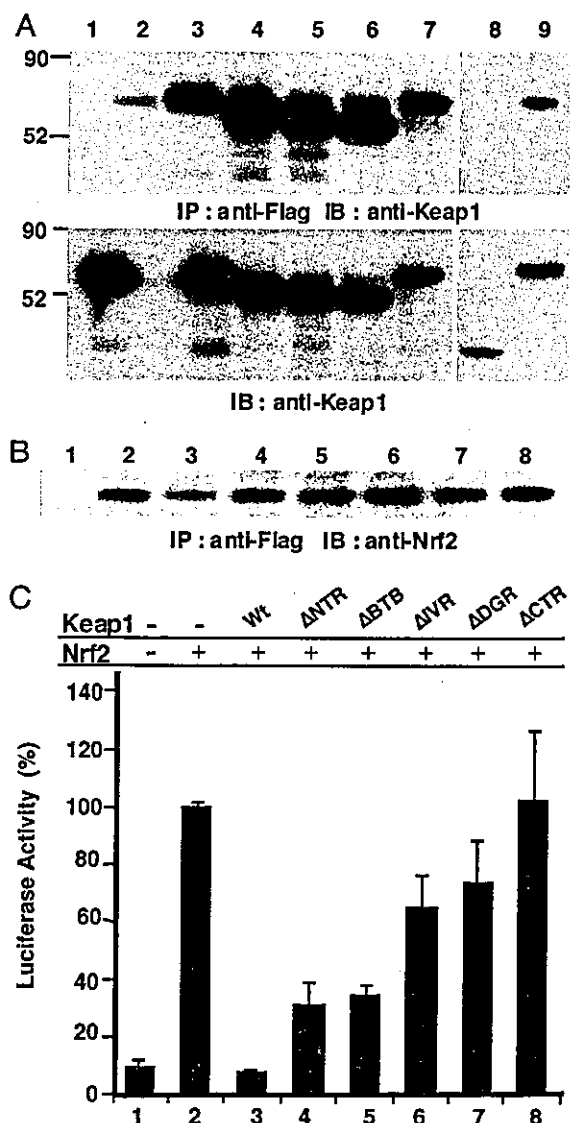 A 1 2 3 4 5 6 7 8 9
90
52
IP : anti-Flag IB : anti-Keap1
90
52
IB : anti-Keap1
B 1 2 3 4 5 6 7 8
IP : anti-Flag IB : anti-Nrf2
C
Keap1 - - Wt ΔNTR ΔBTB ΔIVR ΔDGR ΔCTR
Nrf2 - + + + + + + +
Luciferase Activity (%)
140
120
100
80
60
40
20
0
1 2 3 4 5 6 7 8